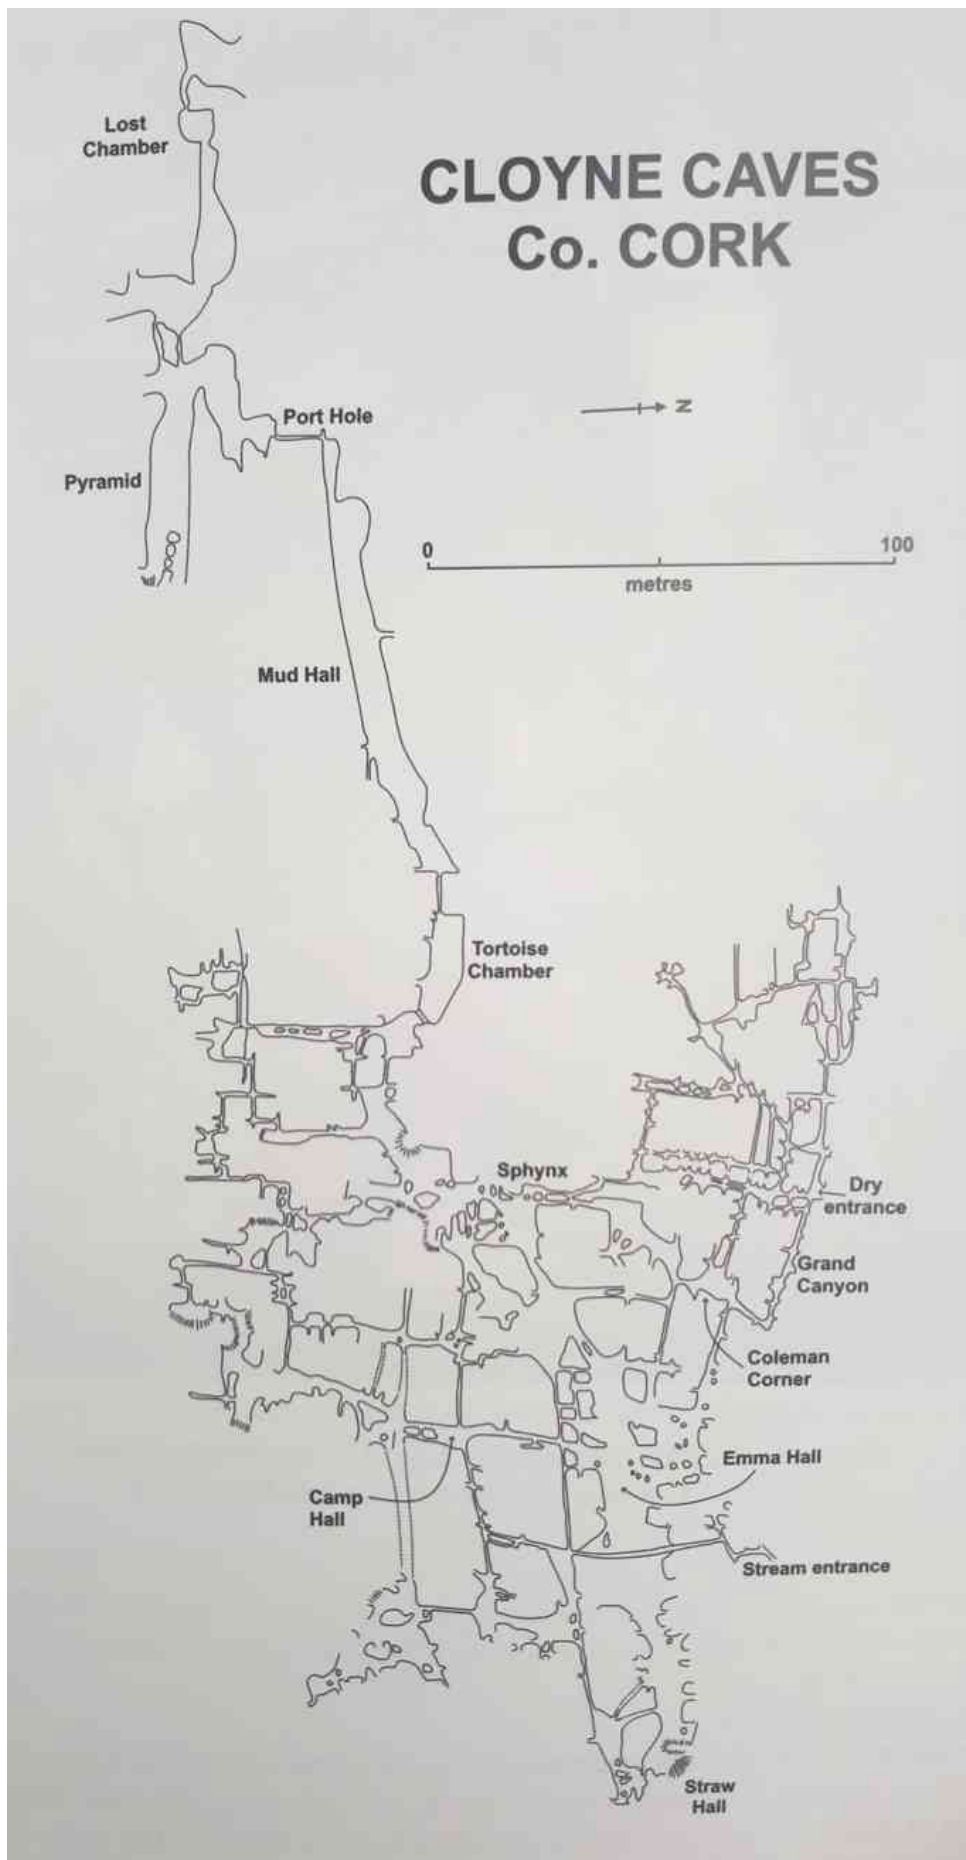 Lost
Chamber
CLOYNE CAVES
Co. CORK
N
Port Hole
Pyramid
0
100
metres
Mud Hall
Tortoise
Chamber
Sphynx
Dry
entrance
Grand
Canyon
Coleman
Corner
Emma Hall
Camp
Hall
Stream entrance
Straw
Hall